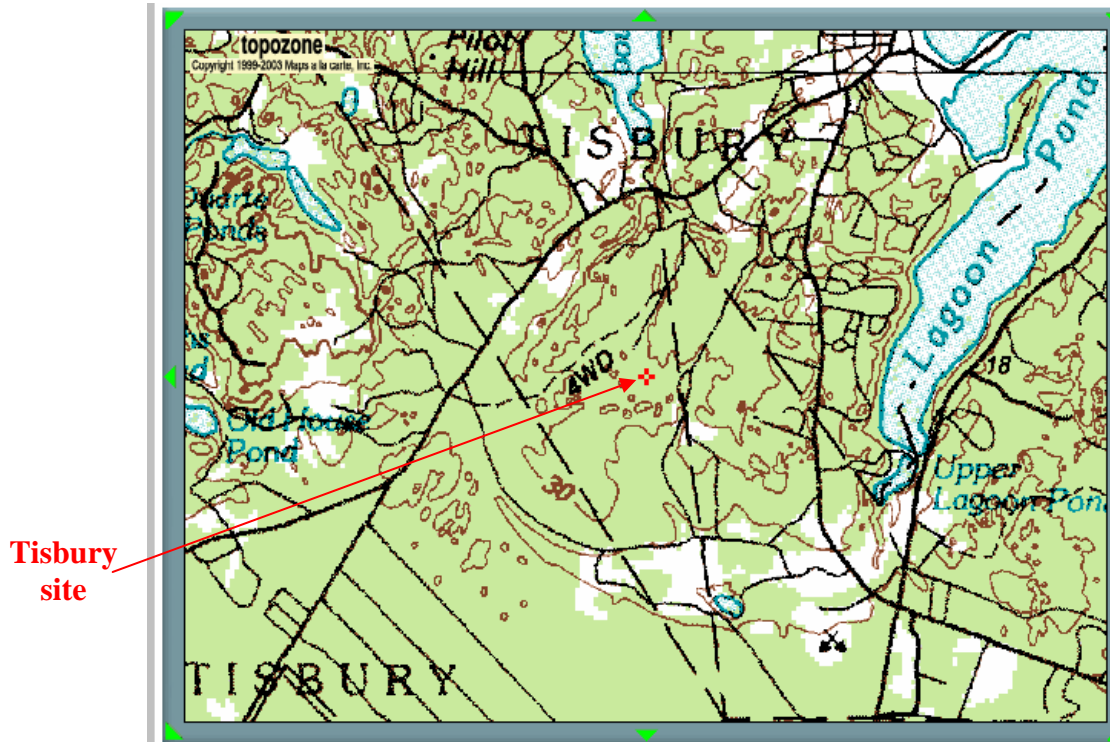 topozone
Copyright 1999-2003 Maps a la carte, Inc.
Pilot
Hill
TISBURY
Lagoon Pond
Ponds
4WD
18
Old House
Pond
Upper
Lagoon Pond
30
Tisbury
site
TISBURY